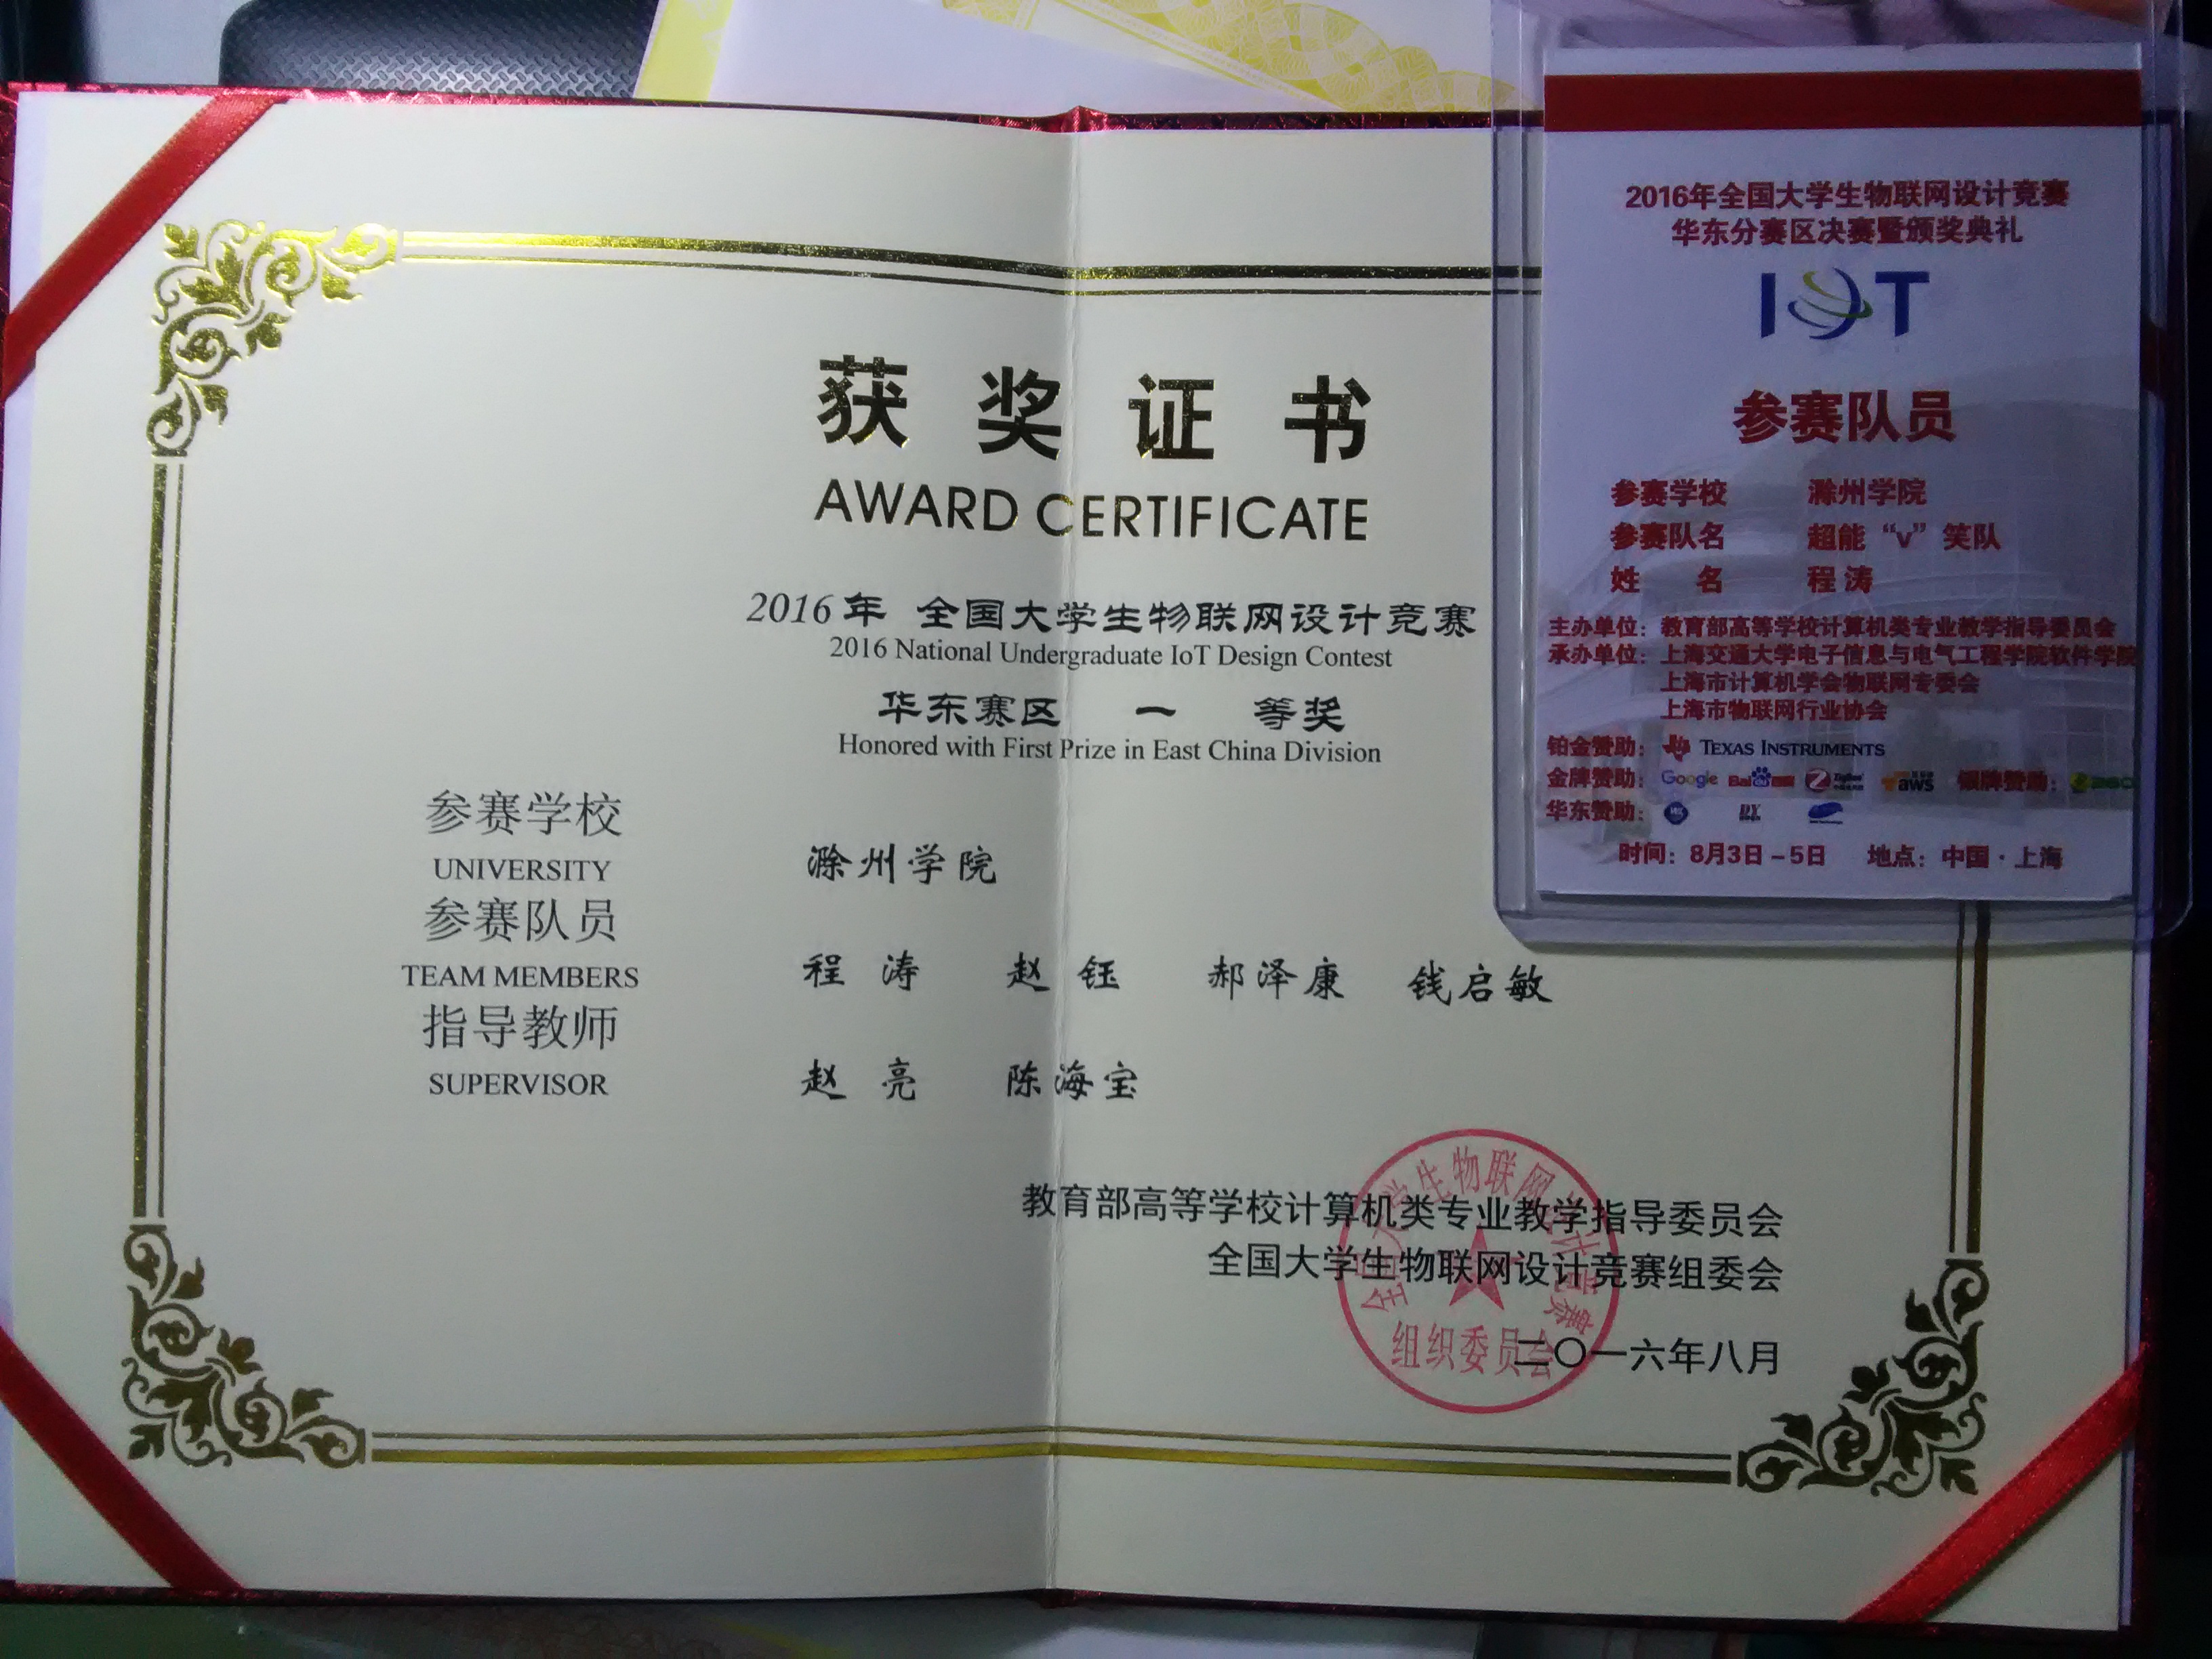 获奖证书
AWARD CERTIFICATE
2016年 全国大学生物联网设计竞赛
2016 National Undergraduate IoT Design Contest
华东赛区 一 等奖
Honored with First Prize in East China Division
参赛学校
UNIVERSITY
滁州学院
参赛队员
TEAM MEMBERS
程涛 赵钰 郝泽康 钱启敏
指导教师
SUPERVISOR
赵亮 陈海宝
教育部高等学校计算机类专业教学指导委员会
全国大学生物联网设计竞赛组委会
二〇一六年八月
全国大学生物联网设计竞赛
组织委员会
2016年全国大学生物联网设计竞赛
华东分赛区决赛暨颁奖典礼
IOT
参赛队员
参赛学校 滁州学院
参赛队名 超能“v”笑队
姓名 程涛
主办单位：教育部高等学校计算机类专业教学指导委员会
承办单位：上海交通大学电子信息与电气工程学院软件学院
上海市计算机学会物联网专委会
上海市物联网行业协会
铂金赞助： TEXAS INSTRUMENTS
金牌赞助： Google Bai ZigBee aws 银牌赞助： 360
华东赞助：
时间：8月3日－5日 地点：中国·上海